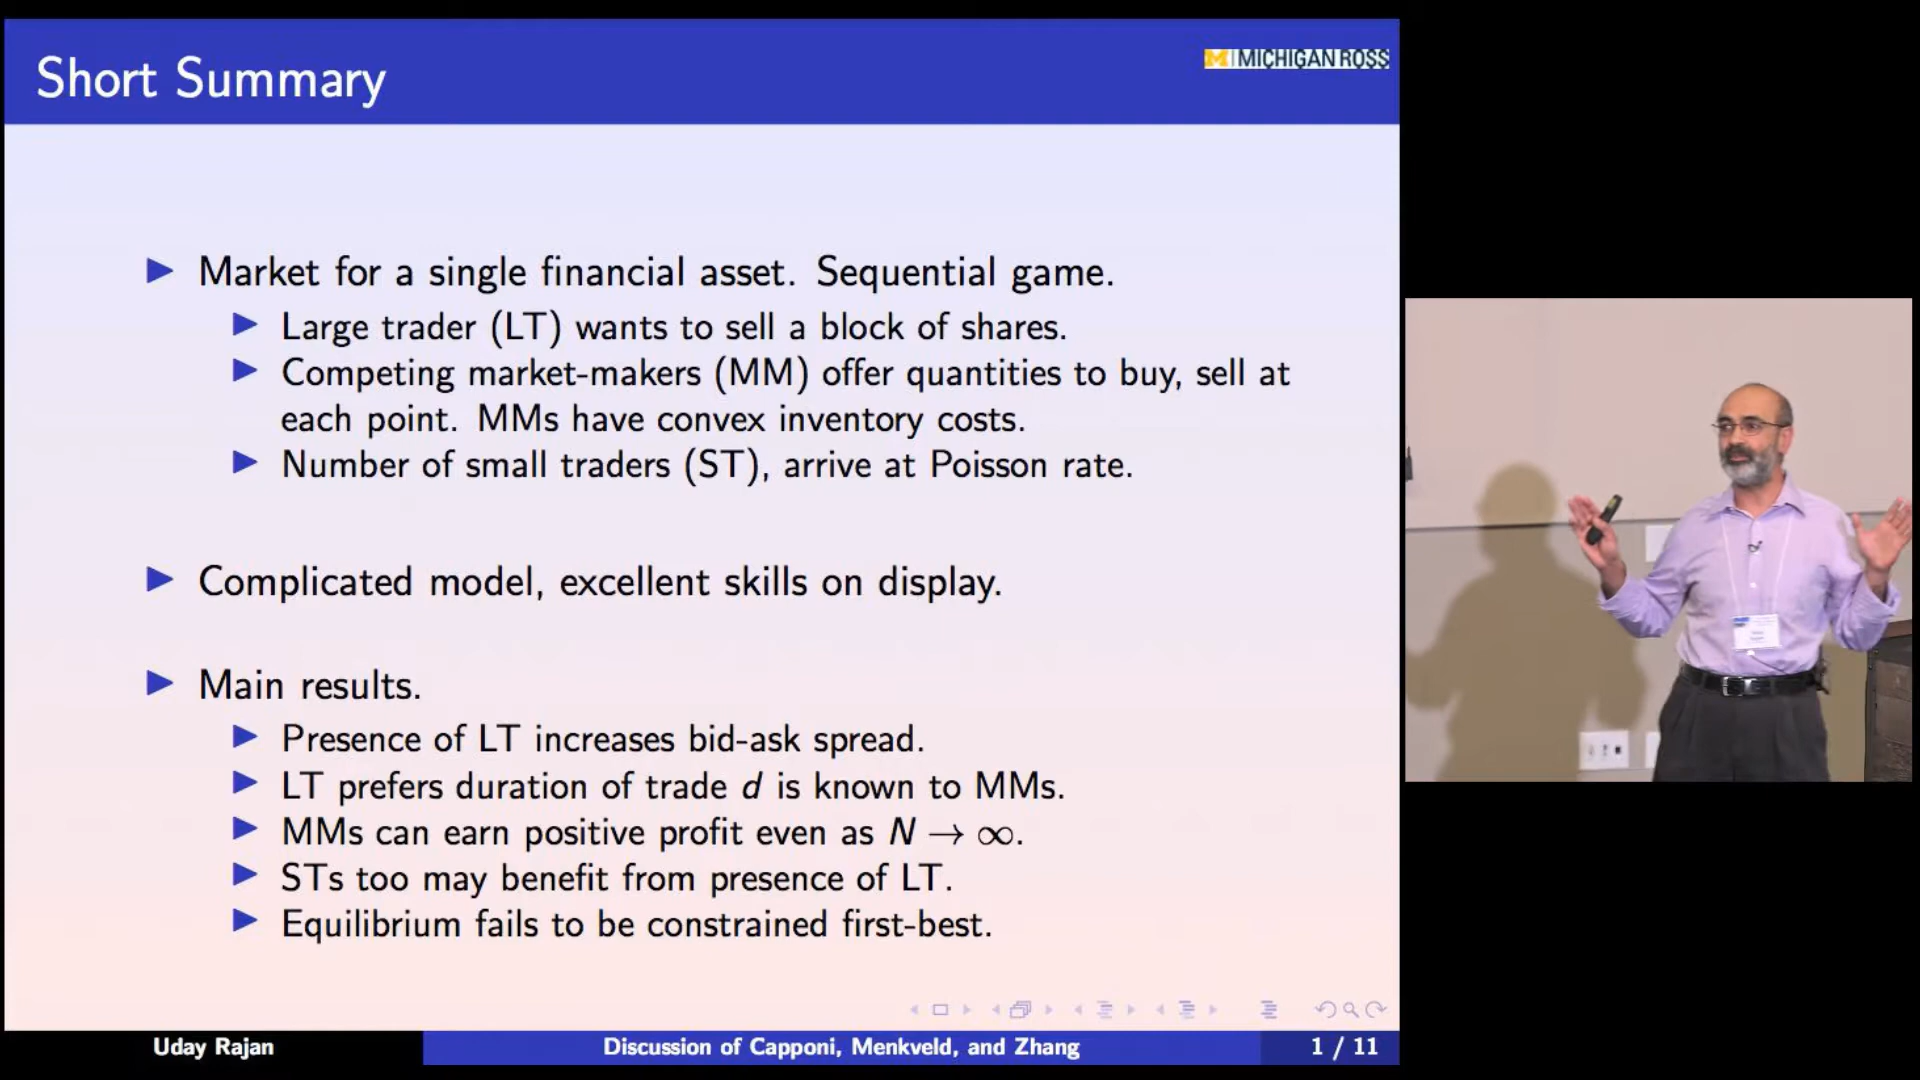 Short Summary
M MICHIGAN ROSS
Market for a single financial asset. Sequential game.
Large trader (LT) wants to sell a block of shares.
Competing market-makers (MM) offer quantities to buy, sell at
each point. MMs have convex inventory costs.
Number of small traders (ST), arrive at Poisson rate.
Complicated model, excellent skills on display.
Main results.
Presence of LT increases bid-ask spread.
LT prefers duration of trade d is known to MMs.
MMs can earn positive profit even as N → ∞.
STs too may benefit from presence of LT.
Equilibrium fails to be constrained first-best.
Uday Rajan
Discussion of Capponi, Menkveld, and Zhang
1 / 11